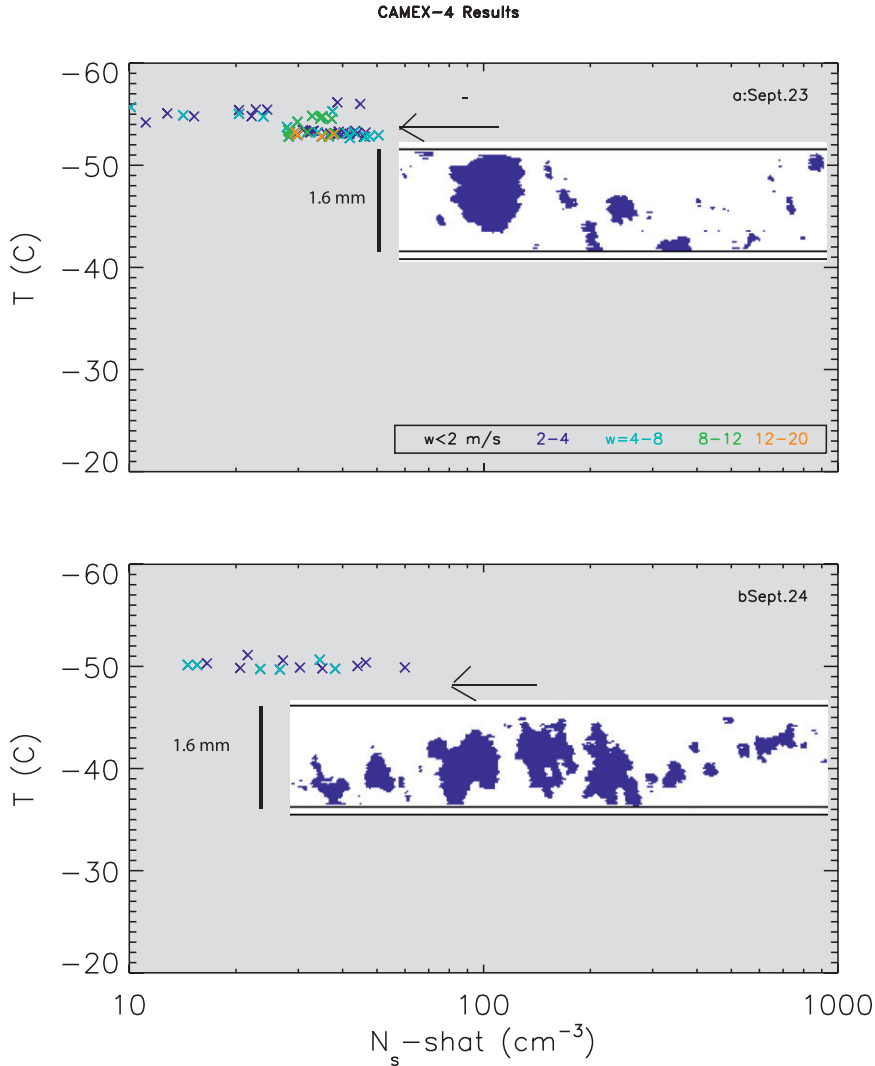 CAMEX-4 Results
-60
a:Sept.23
-50
1.6 mm
-40
T (C)
-30
w<2 m/s 2-4 w=4-8 8-12 12-20
-20
-60
bSept.24
-50
1.6 mm
-40
T (C)
-30
-20
10 100 1000
Ns-shat (cm-3)